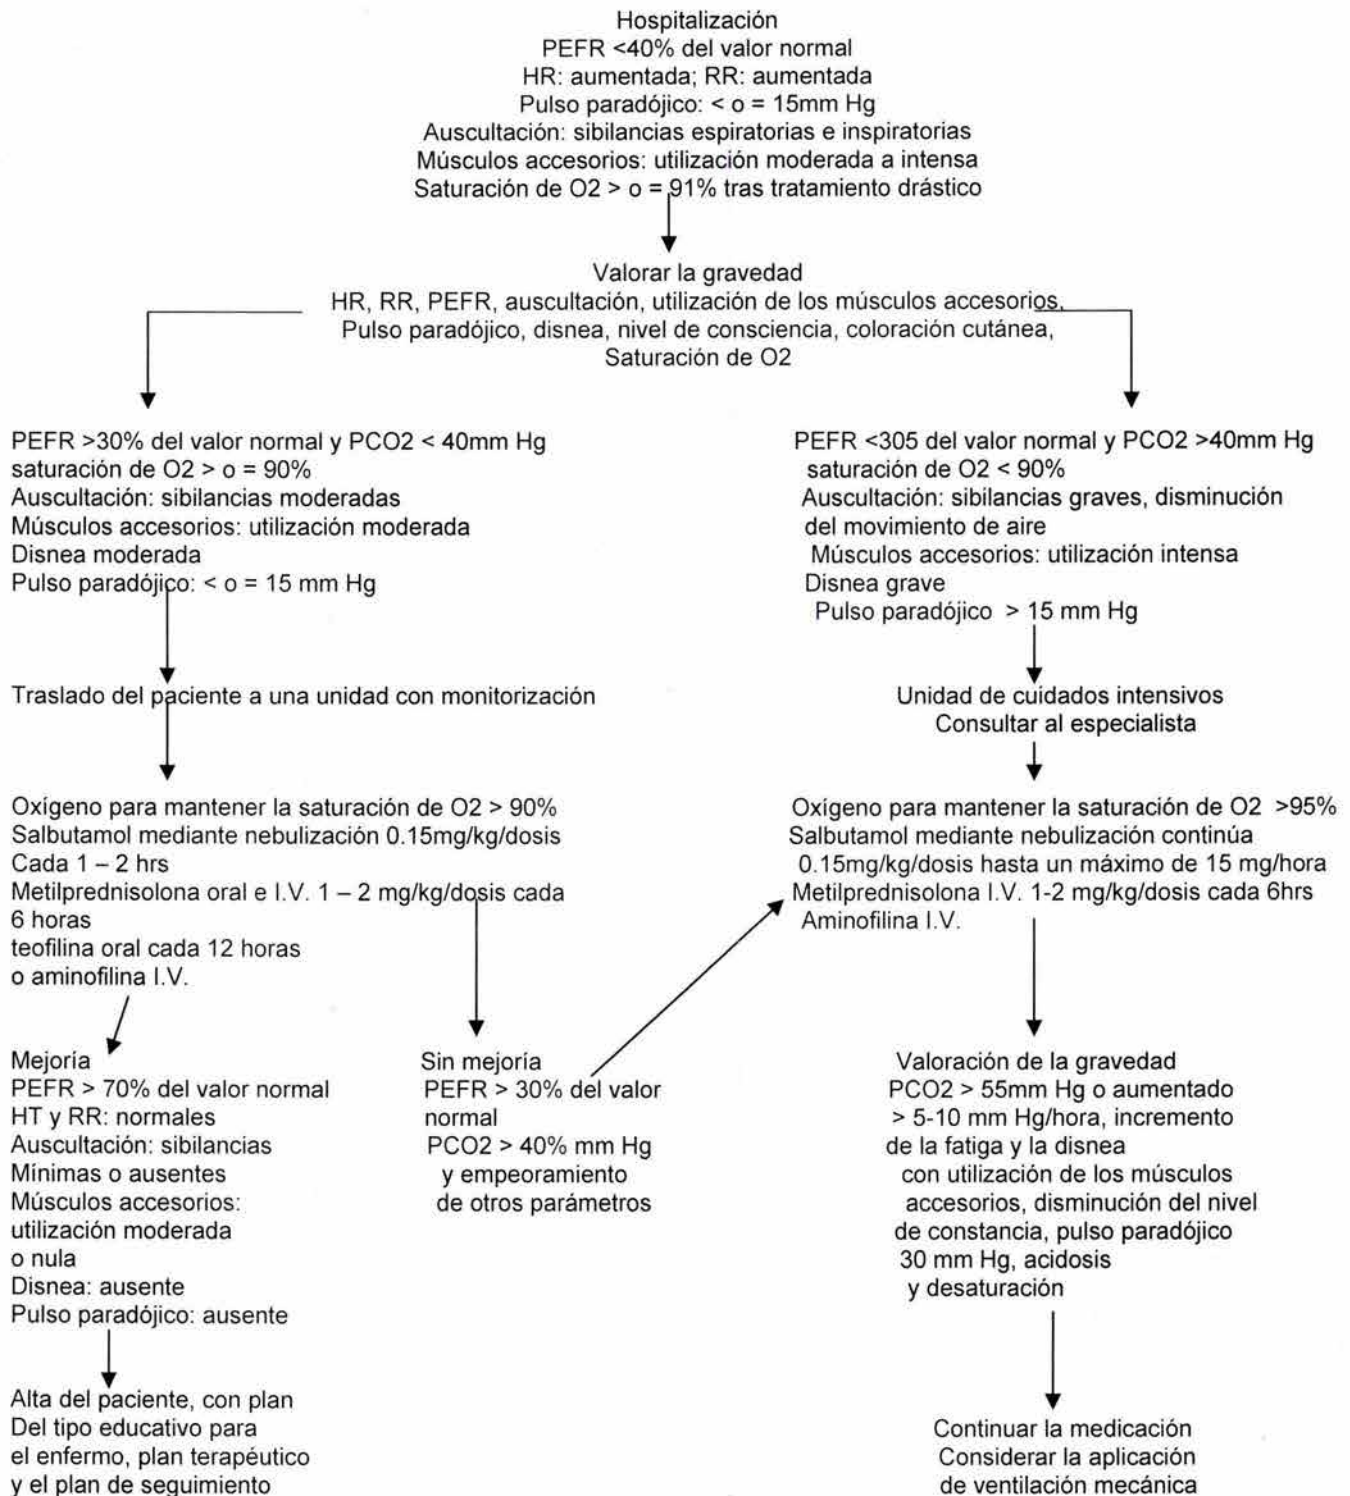 Hospitalización
PEFR <40% del valor normal
HR: aumentada; RR: aumentada
Pulso paradójico: < o = 15mm Hg
Auscultación: sibilancias espiratorias e inspiratorias
Músculos accesorios: utilización moderada a intensa
Saturación de O2 > o = 91% tras tratamiento drástico
Valorar la gravedad
HR, RR, PEFR, auscultación, utilización de los músculos accesorios,
Pulso paradójico, disnea, nivel de consciencia, coloración cutánea,
Saturación de O2
PEFR >30% del valor normal y PCO2 < 40mm Hg
saturación de O2 > o = 90%
Auscultación: sibilancias moderadas
Músculos accesorios: utilización moderada
Disnea moderada
Pulso paradójico: < o = 15 mm Hg
PEFR <305 del valor normal y PCO2 >40mm Hg
saturación de O2 < 90%
Auscultación: sibilancias graves, disminución
del movimiento de aire
Músculos accesorios: utilización intensa
Disnea grave
Pulso paradójico > 15 mm Hg
Traslado del paciente a una unidad con monitorización
Unidad de cuidados intensivos
Consultar al especialista
Oxígeno para mantener la saturación de O2 > 90%
Salbutamol mediante nebulización 0.15mg/kg/dosis
Cada 1 – 2 hrs
Metilprednisolona oral e I.V. 1 – 2 mg/kg/dosis cada
6 horas
teofilina oral cada 12 horas
o aminofilina I.V.
Oxígeno para mantener la saturación de O2 >95%
Salbutamol mediante nebulización continúa
0.15mg/kg/dosis hasta un máximo de 15 mg/hora
Metilprednisolona I.V. 1-2 mg/kg/dosis cada 6hrs
Aminofilina I.V.
Mejoría
PEFR > 70% del valor normal
HT y RR: normales
Auscultación: sibilancias
Mínimas o ausentes
Músculos accesorios:
utilización moderada
o nula
Disnea: ausente
Pulso paradójico: ausente
Sin mejoría
PEFR > 30% del valor
normal
PCO2 > 40% mm Hg
y empeoramiento
de otros parámetros
Valoración de la gravedad
PCO2 > 55mm Hg o aumentado
> 5-10 mm Hg/hora, incremento
de la fatiga y la disnea
con utilización de los músculos
accesorios, disminución del nivel
de constancia, pulso paradójico
30 mm Hg, acidosis
y desaturación
Alta del paciente, con plan
Del tipo educativo para
el enfermo, plan terapéutico
y el plan de seguimiento
Continuar la medicación
Considerar la aplicación
de ventilación mecánica